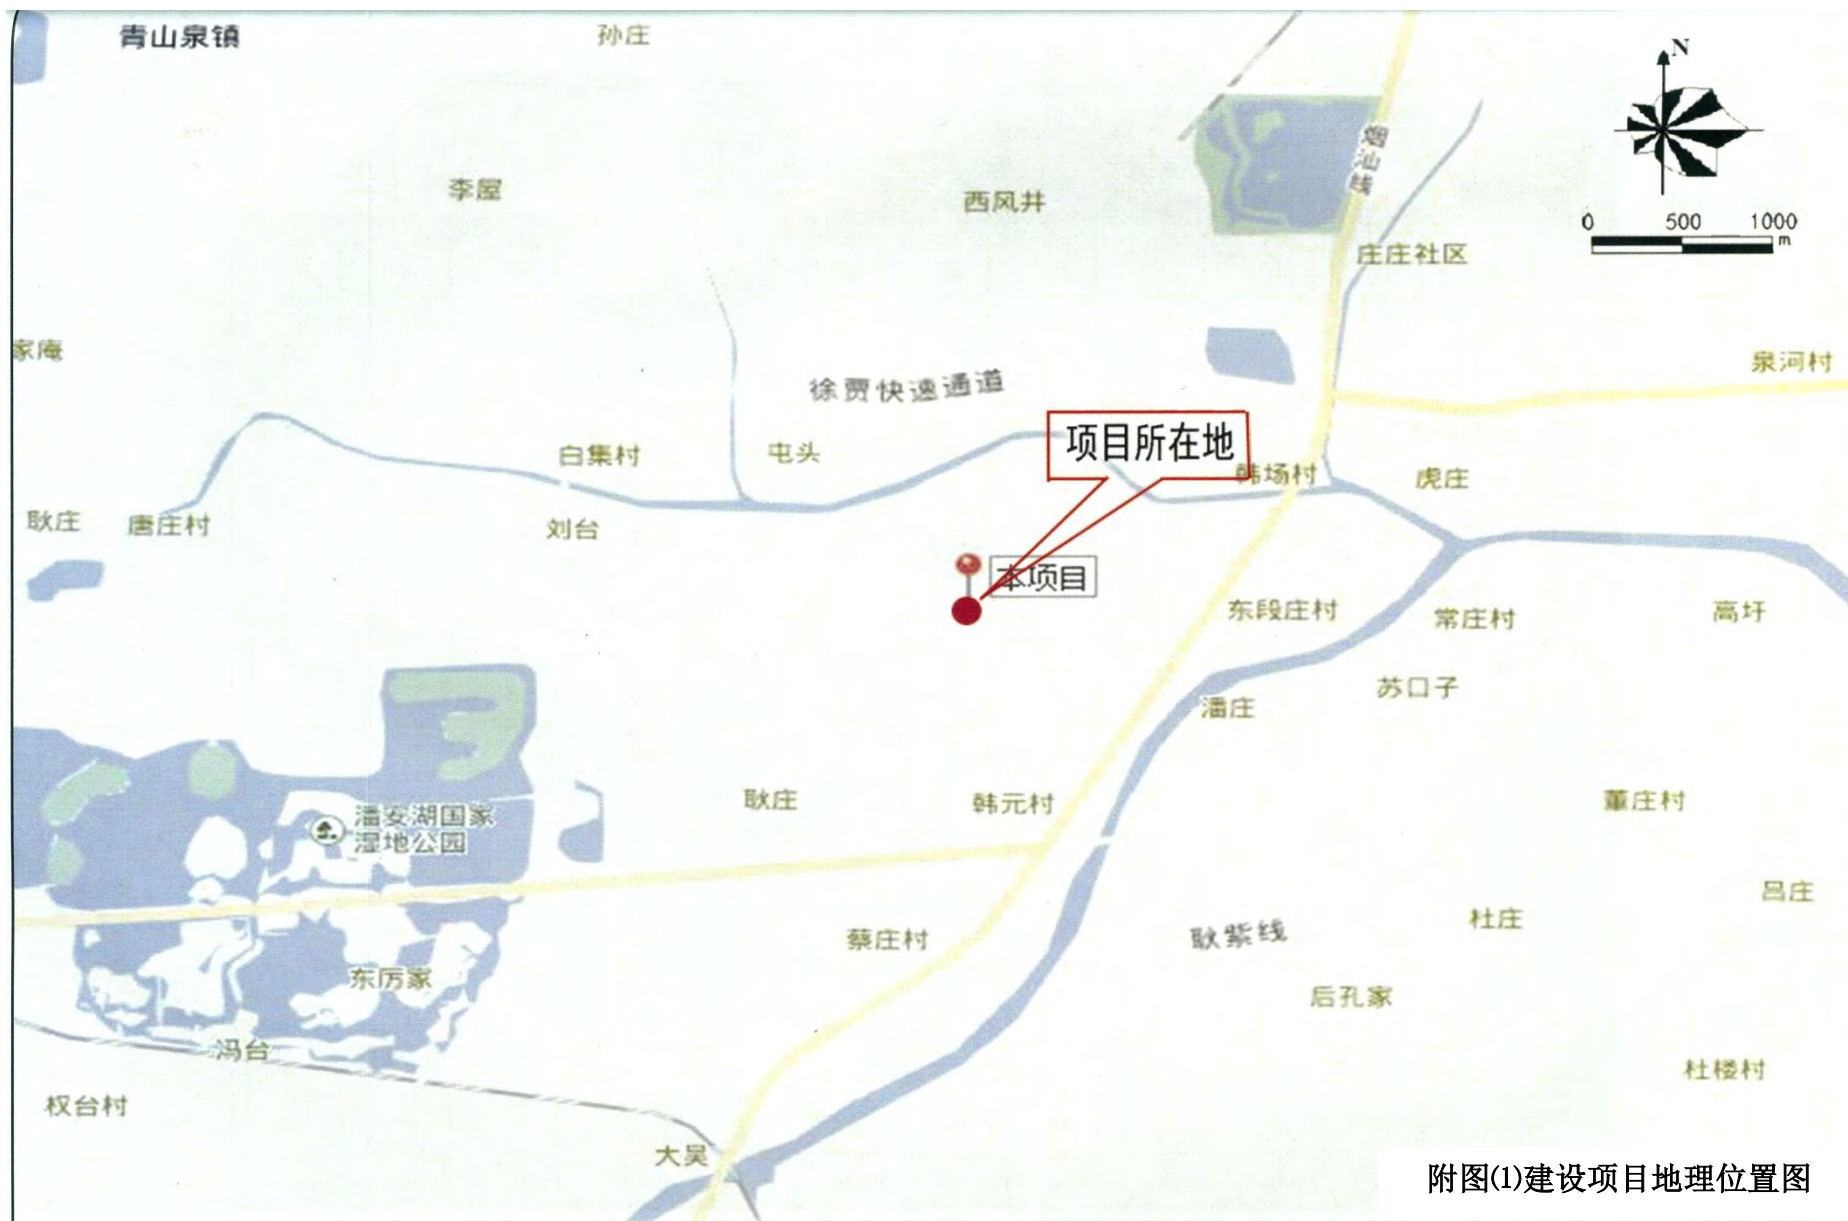 青山泉镇
孙庄
N
烟汕线
李屋
西风井
0 500 1000
m
庄庄社区
家庵
泉河村
徐贾快速通道
项目所在地
白集村
屯头
韩场村
虎庄
耿庄
唐庄村
刘台
本项目
东段庄村
常庄村
高圩
苏口子
潘庄
耿庄
韩元村
董庄村
潘安湖国家
湿地公园
吕庄
杜庄
蔡庄村
耿紫线
东厉家
后孔家
冯台
杜楼村
权台村
大吴
附图(1)建设项目地理位置图